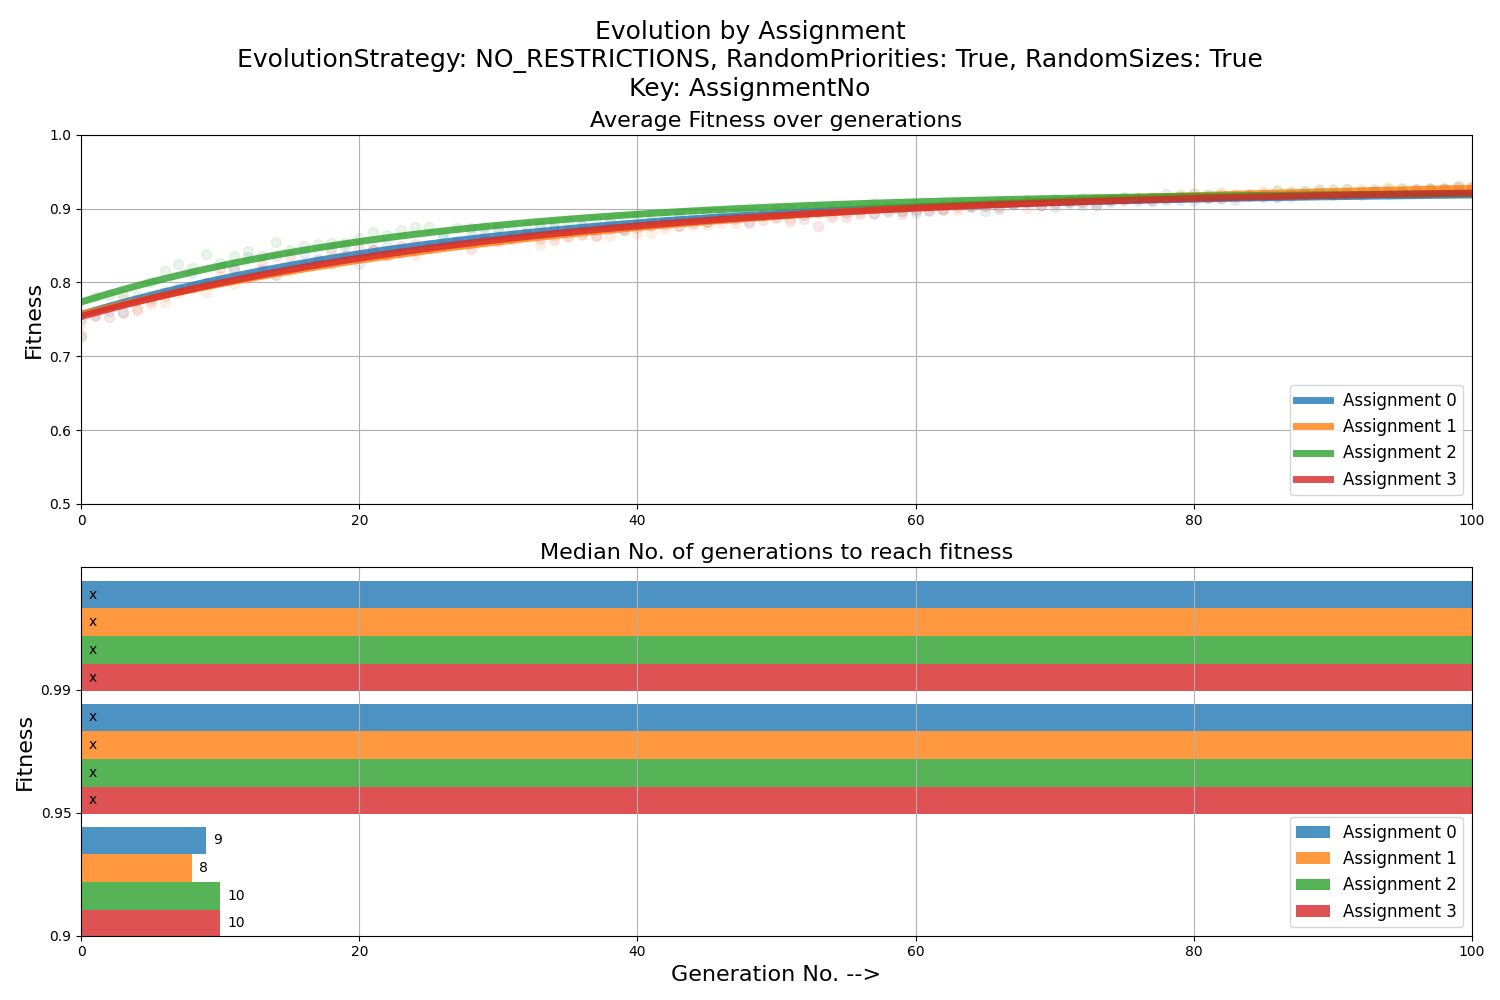 Evolution by Assignment
EvolutionStrategy: NO_RESTRICTIONS, RandomPriorities: True, RandomSizes: True
Key: AssignmentNo
Average Fitness over generations
1.0
0.9
0.8
0.7
0.6
0.5
Fitness
0 20 40 60 80 100
Assignment 0
Assignment 1
Assignment 2
Assignment 3
Median No. of generations to reach fitness
x
x
x
x
0.99
x
x
x
x
0.95
9
8
10
10
0.9
Fitness
Assignment 0
Assignment 1
Assignment 2
Assignment 3
0 20 40 60 80 100
Generation No. -->